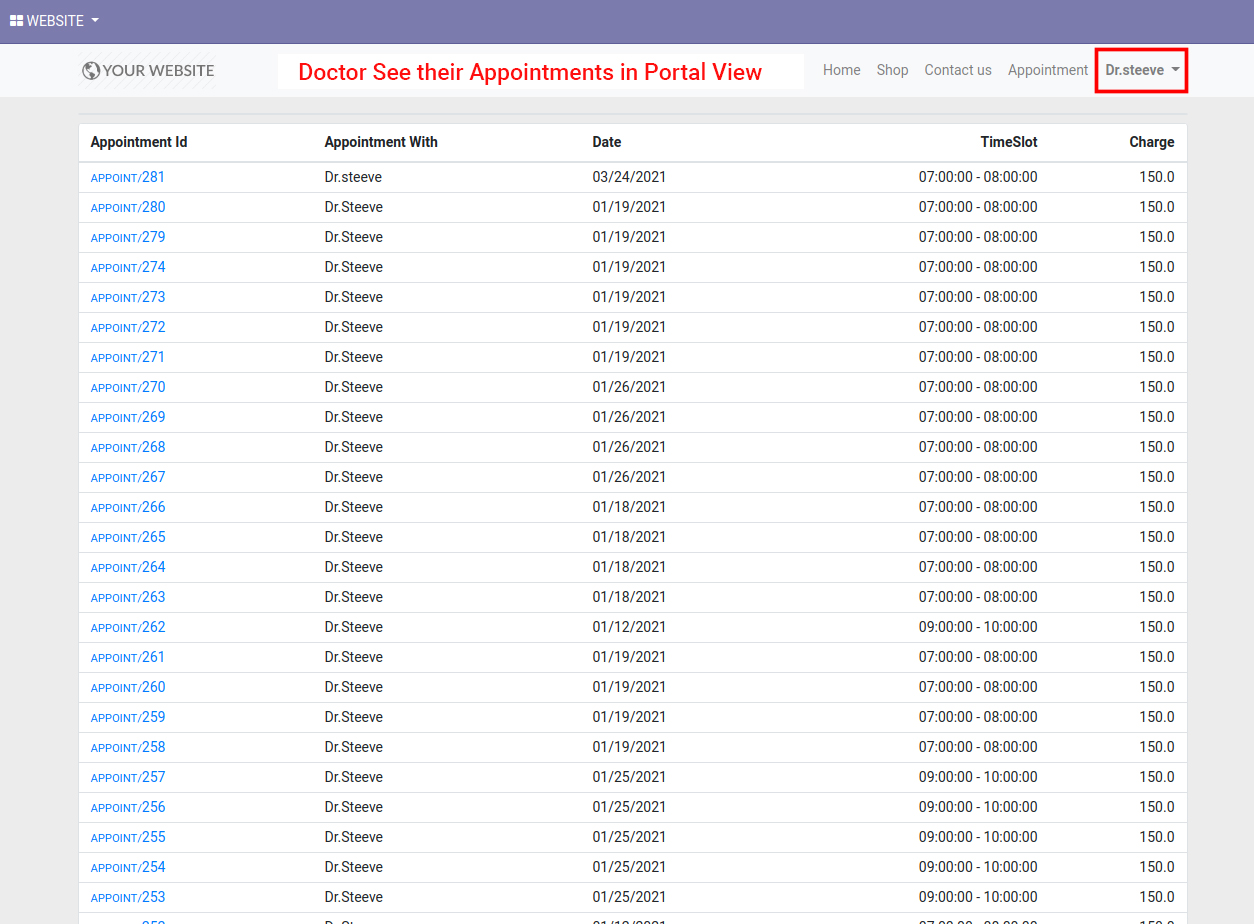 WEBSITE
YOUR WEBSITE Doctor See their Appointments in Portal View Home Shop Contact us Appointment Dr.steeve
Appointment Id Appointment With Date TimeSlot Charge
APPOINT/281 Dr.steeve 03/24/2021 07:00:00 - 08:00:00 150.0
APPOINT/280 Dr.Steeve 01/19/2021 07:00:00 - 08:00:00 150.0
APPOINT/279 Dr.Steeve 01/19/2021 07:00:00 - 08:00:00 150.0
APPOINT/274 Dr.Steeve 01/19/2021 07:00:00 - 08:00:00 150.0
APPOINT/273 Dr.Steeve 01/19/2021 07:00:00 - 08:00:00 150.0
APPOINT/272 Dr.Steeve 01/19/2021 07:00:00 - 08:00:00 150.0
APPOINT/271 Dr.Steeve 01/19/2021 07:00:00 - 08:00:00 150.0
APPOINT/270 Dr.Steeve 01/26/2021 07:00:00 - 08:00:00 150.0
APPOINT/269 Dr.Steeve 01/26/2021 07:00:00 - 08:00:00 150.0
APPOINT/268 Dr.Steeve 01/26/2021 07:00:00 - 08:00:00 150.0
APPOINT/267 Dr.Steeve 01/26/2021 07:00:00 - 08:00:00 150.0
APPOINT/266 Dr.Steeve 01/18/2021 07:00:00 - 08:00:00 150.0
APPOINT/265 Dr.Steeve 01/18/2021 07:00:00 - 08:00:00 150.0
APPOINT/264 Dr.Steeve 01/18/2021 07:00:00 - 08:00:00 150.0
APPOINT/263 Dr.Steeve 01/18/2021 07:00:00 - 08:00:00 150.0
APPOINT/262 Dr.Steeve 01/12/2021 09:00:00 - 10:00:00 150.0
APPOINT/261 Dr.Steeve 01/19/2021 07:00:00 - 08:00:00 150.0
APPOINT/260 Dr.Steeve 01/19/2021 07:00:00 - 08:00:00 150.0
APPOINT/259 Dr.Steeve 01/19/2021 07:00:00 - 08:00:00 150.0
APPOINT/258 Dr.Steeve 01/19/2021 07:00:00 - 08:00:00 150.0
APPOINT/257 Dr.Steeve 01/25/2021 09:00:00 - 10:00:00 150.0
APPOINT/256 Dr.Steeve 01/25/2021 09:00:00 - 10:00:00 150.0
APPOINT/255 Dr.Steeve 01/25/2021 09:00:00 - 10:00:00 150.0
APPOINT/254 Dr.Steeve 01/25/2021 09:00:00 - 10:00:00 150.0
APPOINT/253 Dr.Steeve 01/25/2021 09:00:00 - 10:00:00 150.0